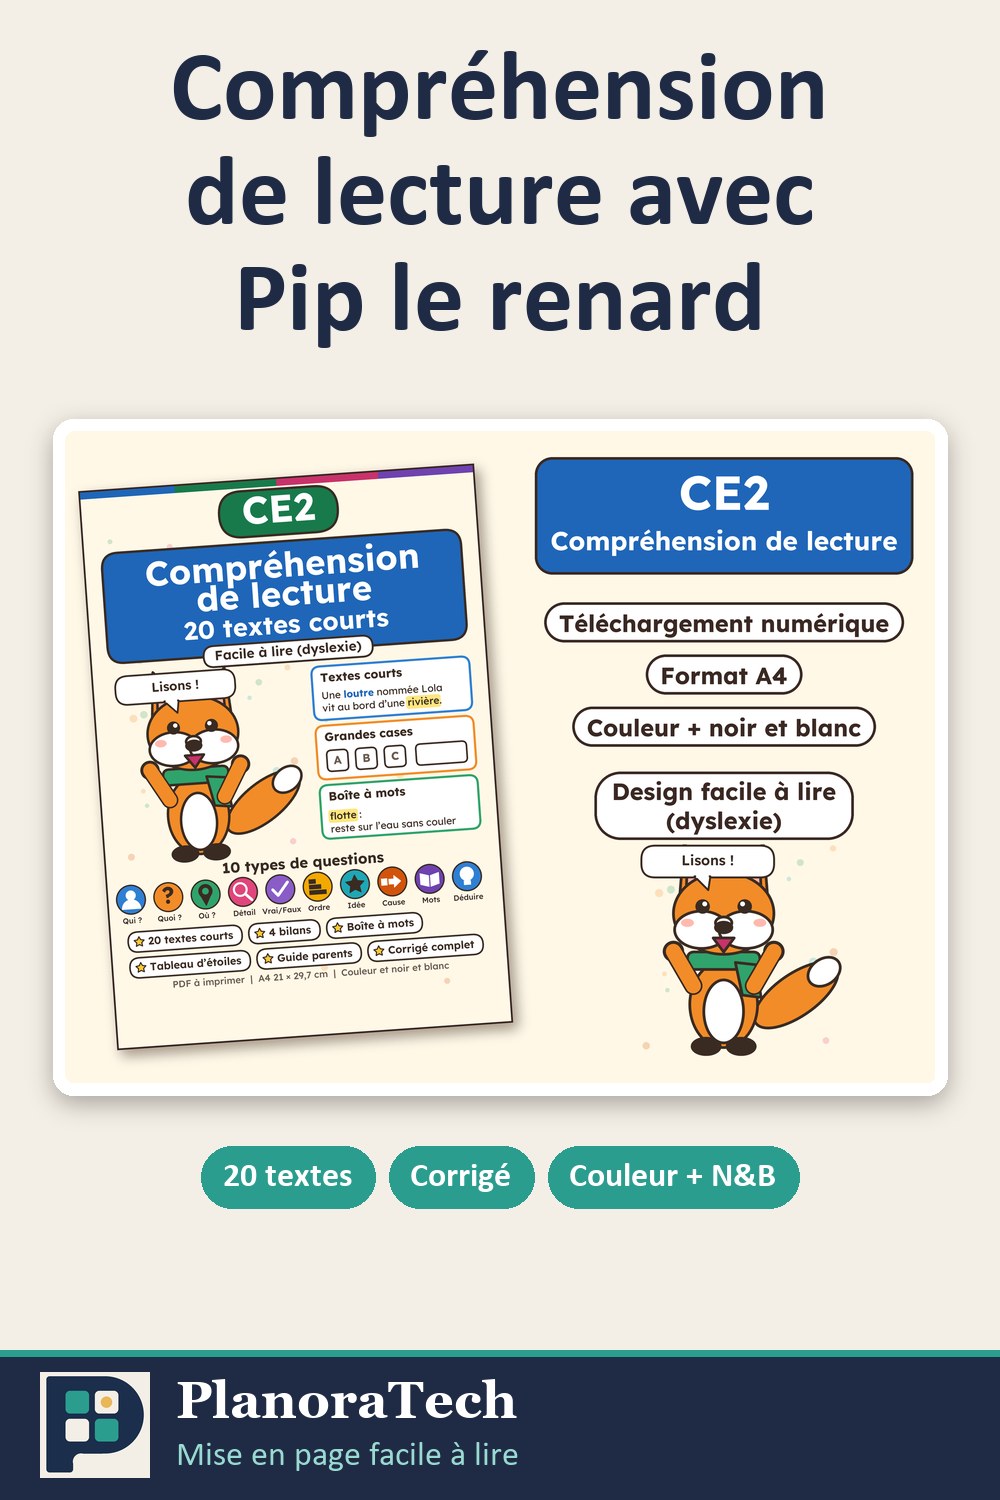 Compréhension
de lecture avec
Pip le renard
CE2
Compréhension
de lecture
20 textes courts
Facile à lire (dyslexie)
Lisons !
Textes courts
Une loutre nommée Lola
vit au bord d'une rivière.
Grandes cases
A B C
Boîte à mots
flotte :
reste sur l'eau sans couler
10 types de questions
Qui ? Quoi ? Où ? Détail Vrai/Faux Ordre Idée Cause Mots Déduire
20 textes courts 4 bilans Boîte à mots
Tableau d'étoiles Guide parents Corrigé complet
PDF à imprimer | A4 21 × 29,7 cm | Couleur et noir et blanc
CE2
Compréhension de lecture
Téléchargement numérique
Format A4
Couleur + noir et blanc
Design facile à lire
(dyslexie)
Lisons !
20 textes Corrigé Couleur + N&B
PlanoraTech
Mise en page facile à lire